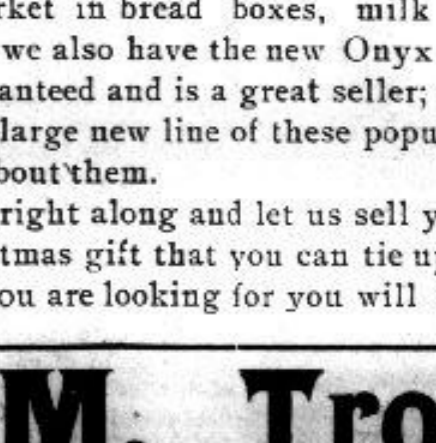 rket in bread boxes, milk
we also have the new Onyx
anteed and is a great seller;
large new line of these popu
bout them.
right along and let us sell y
tmas gift that you can tie up
ou are looking for you will
M. Tro